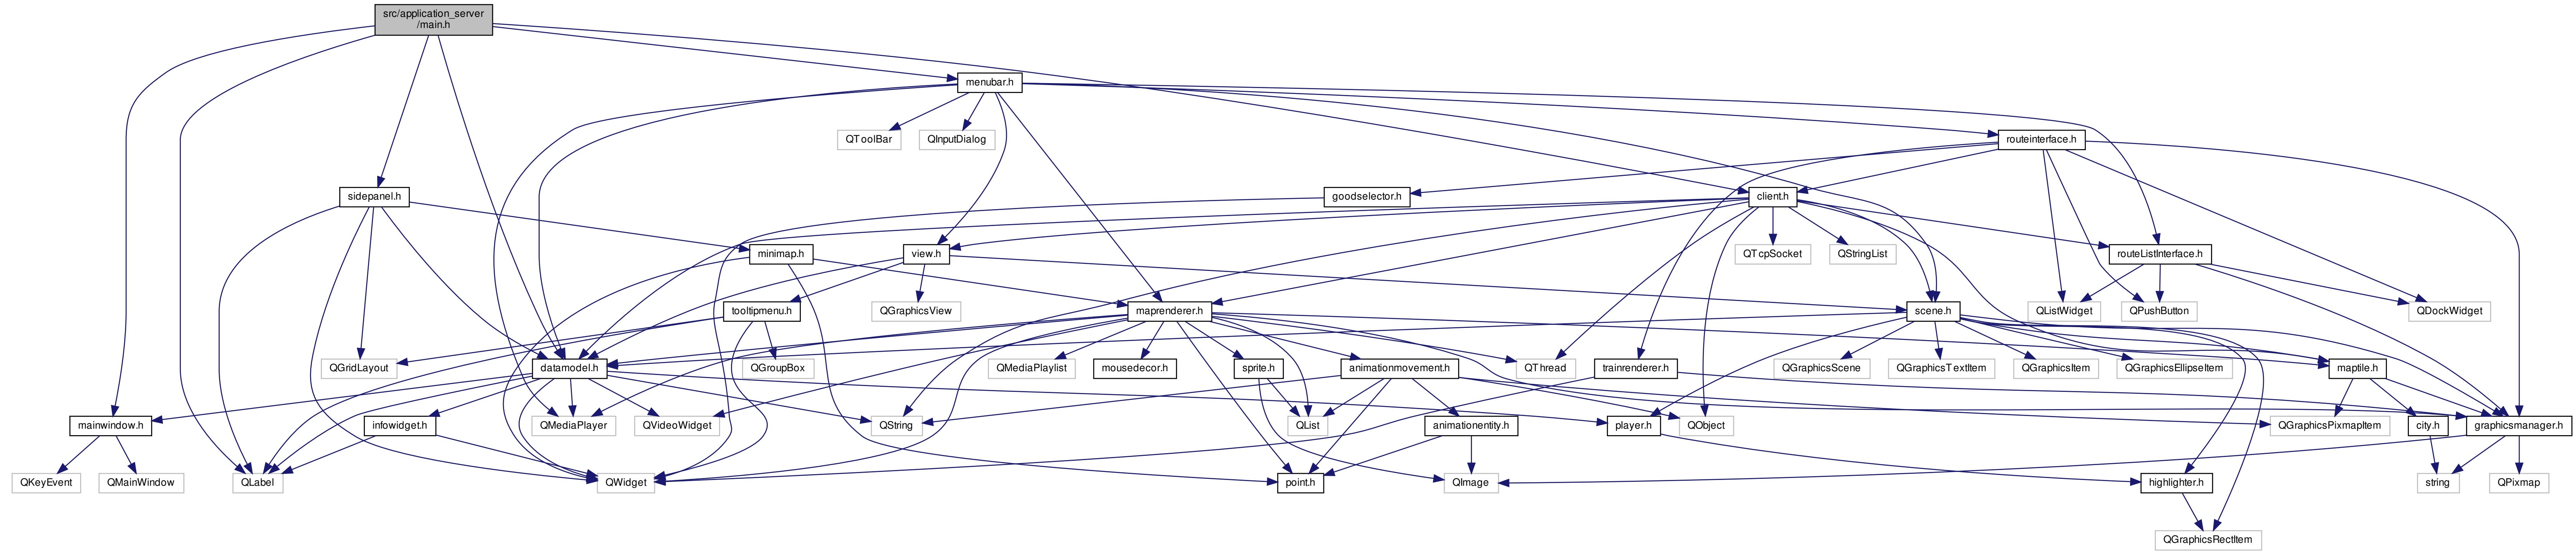 src/application_server
/main.h
menubar.h
QToolBar
QInputDialog
routeinterface.h
sidepanel.h
goodselector.h
client.h
minimap.h
view.h
QTcpSocket
QStringList
routeListInterface.h
tooltipmenu.h
QGraphicsView
maprenderer.h
scene.h
QListWidget
QPushButton
QDockWidget
QGridLayout
datamodel.h
QGroupBox
QMediaPlaylist
mousedecor.h
sprite.h
animationmovement.h
QThread
trainrenderer.h
QGraphicsScene
QGraphicsTextItem
QGraphicsItem
QGraphicsEllipseItem
maptile.h
mainwindow.h
infowidget.h
QMediaPlayer
QVideoWidget
QString
QList
animationentity.h
player.h
QObject
QGraphicsPixmapItem
city.h
graphicsmanager.h
QKeyEvent
QMainWindow
QLabel
QWidget
point.h
QImage
highlighter.h
string
QPixmap
QGraphicsRectItem